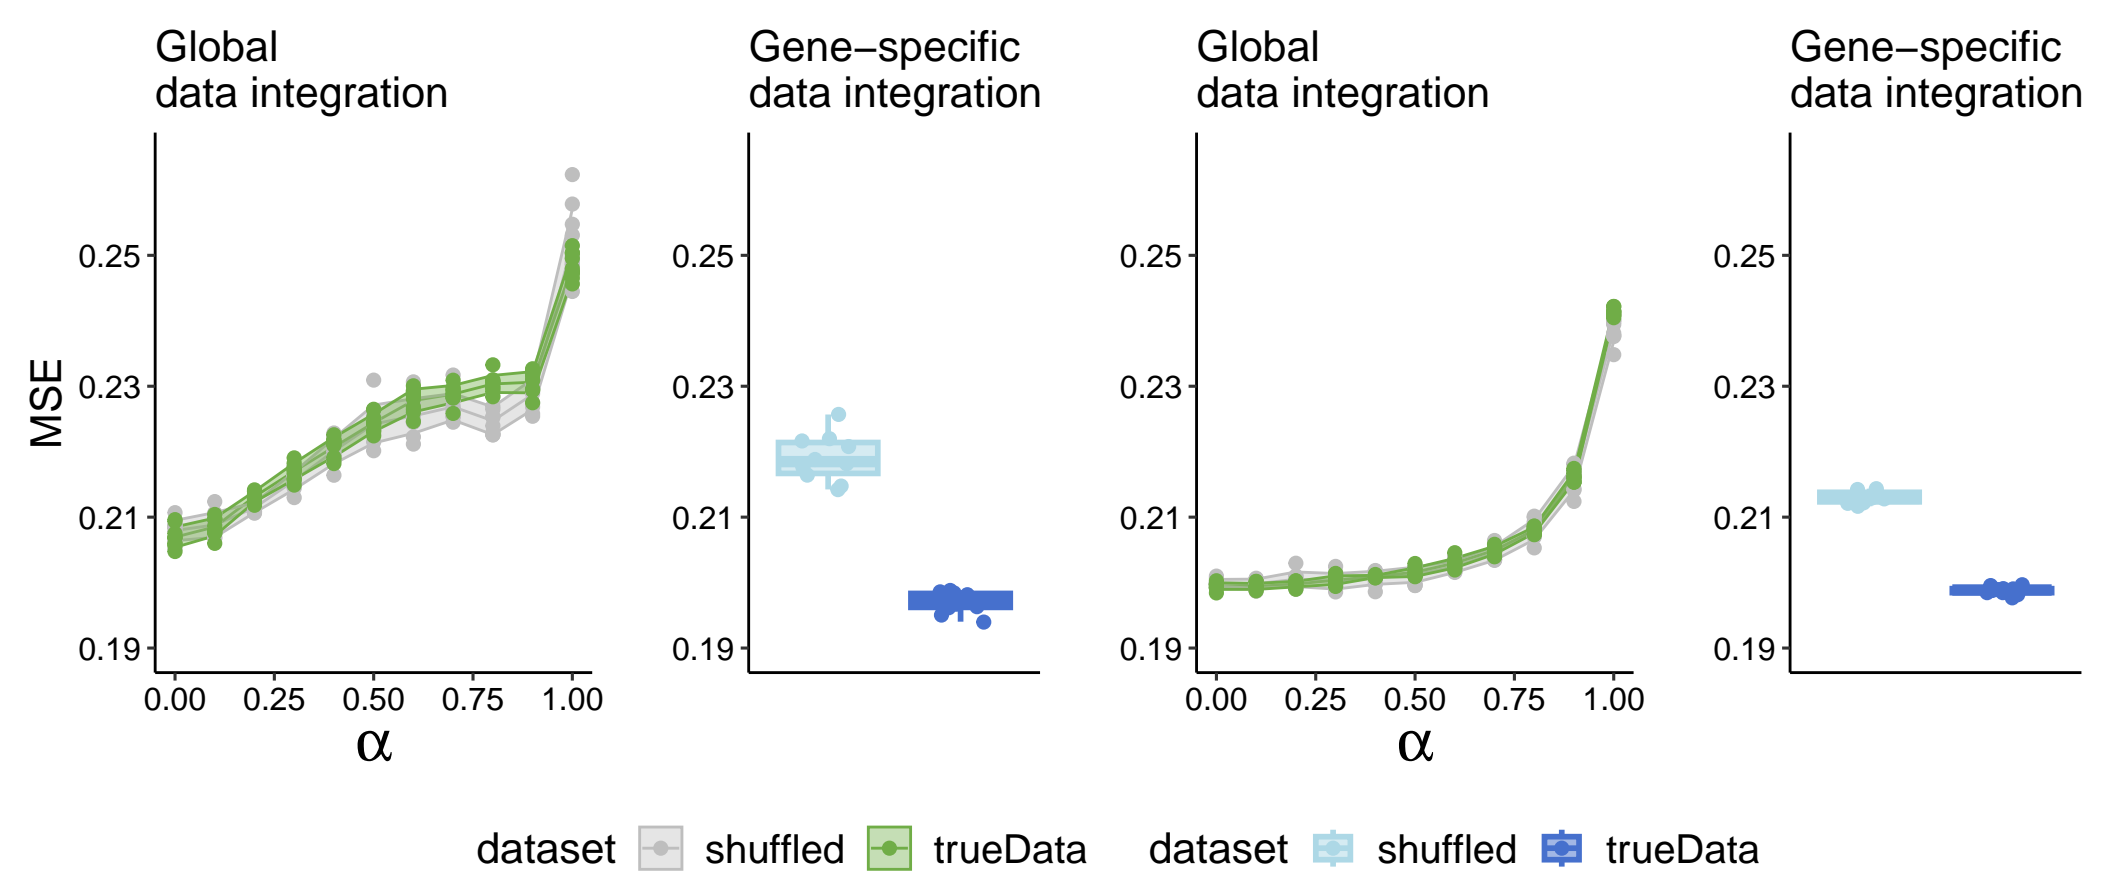 Global
data integration
Gene−specific
data integration
Global
data integration
Gene−specific
data integration
MSE
0.25
0.23
0.21
0.19
0.00 0.25 0.50 0.75 1.00
α
0.25
0.23
0.21
0.19
0.25
0.23
0.21
0.19
0.00 0.25 0.50 0.75 1.00
α
0.25
0.23
0.21
0.19
dataset shuffled trueData dataset shuffled trueData